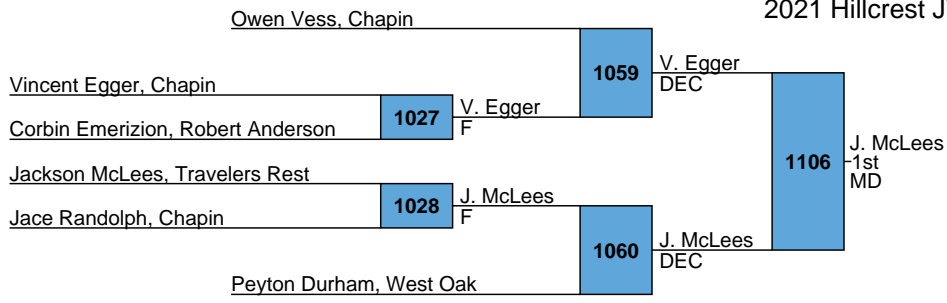 2021 Hillcrest J
Owen Vess, Chapin
1059
V. Egger
DEC
Vincent Egger, Chapin
1027
V. Egger
F
Corbin Emerizion, Robert Anderson
1106
J. McLees
1st
MD
Jackson McLees, Travelers Rest
1028
J. McLees
F
Jace Randolph, Chapin
1060
J. McLees
DEC
Peyton Durham, West Oak